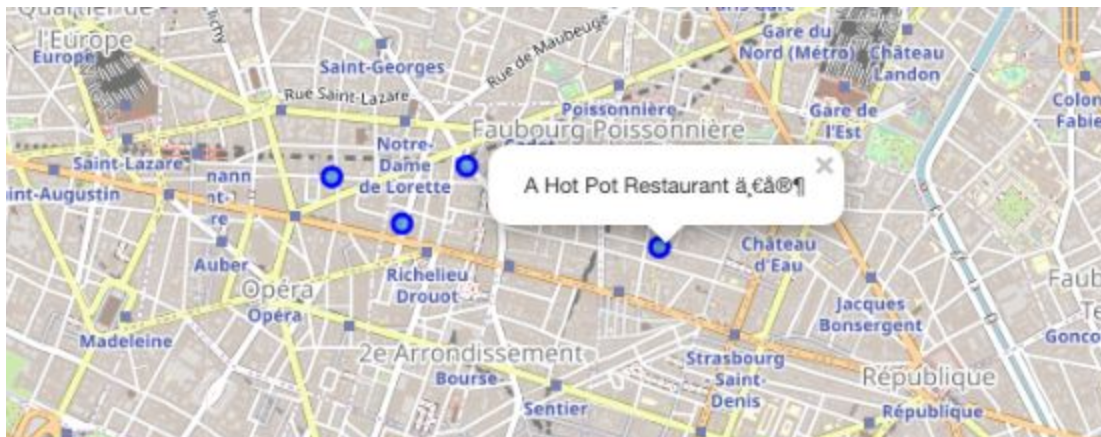 Quartier de
l'Europe
Europe
Saint-Georges
Rue de Maubeuge
Rue Saint-Lazare
Gare du
Nord (Métro)
Château
Landon
Poissonnière
Gare de
l'Est
Faubourg Poissonnière
Notre-
Dame
de Lorette
Saint-Lazare
A Hot Pot Restaurant ä¸€å®¶
×
Auber
Opéra
Opéra
Richelieu
Drouot
Château
d'Eau
Jacques
Bonsergent
Madeleine
2e Arrondissement
Bourse
Sentier
Strasbourg
Saint-
Denis
République
République